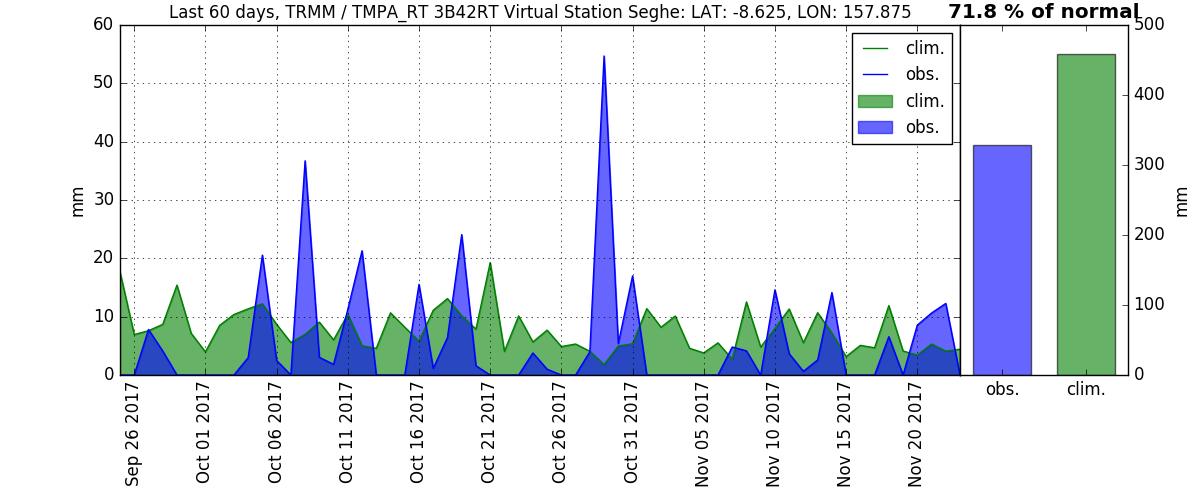 Last 60 days, TRMM / TMPA_RT 3B42RT Virtual Station Seghe: LAT: -8.625, LON: 157.875
71.8 % of normal
60
50
40
30
20
10
0
mm
clim.
obs.
clim.
obs.
Sep 26 2017
Oct 01 2017
Oct 06 2017
Oct 11 2017
Oct 16 2017
Oct 21 2017
Oct 26 2017
Oct 31 2017
Nov 05 2017
Nov 10 2017
Nov 15 2017
Nov 20 2017
500
400
300
200
100
0
mm
obs.
clim.